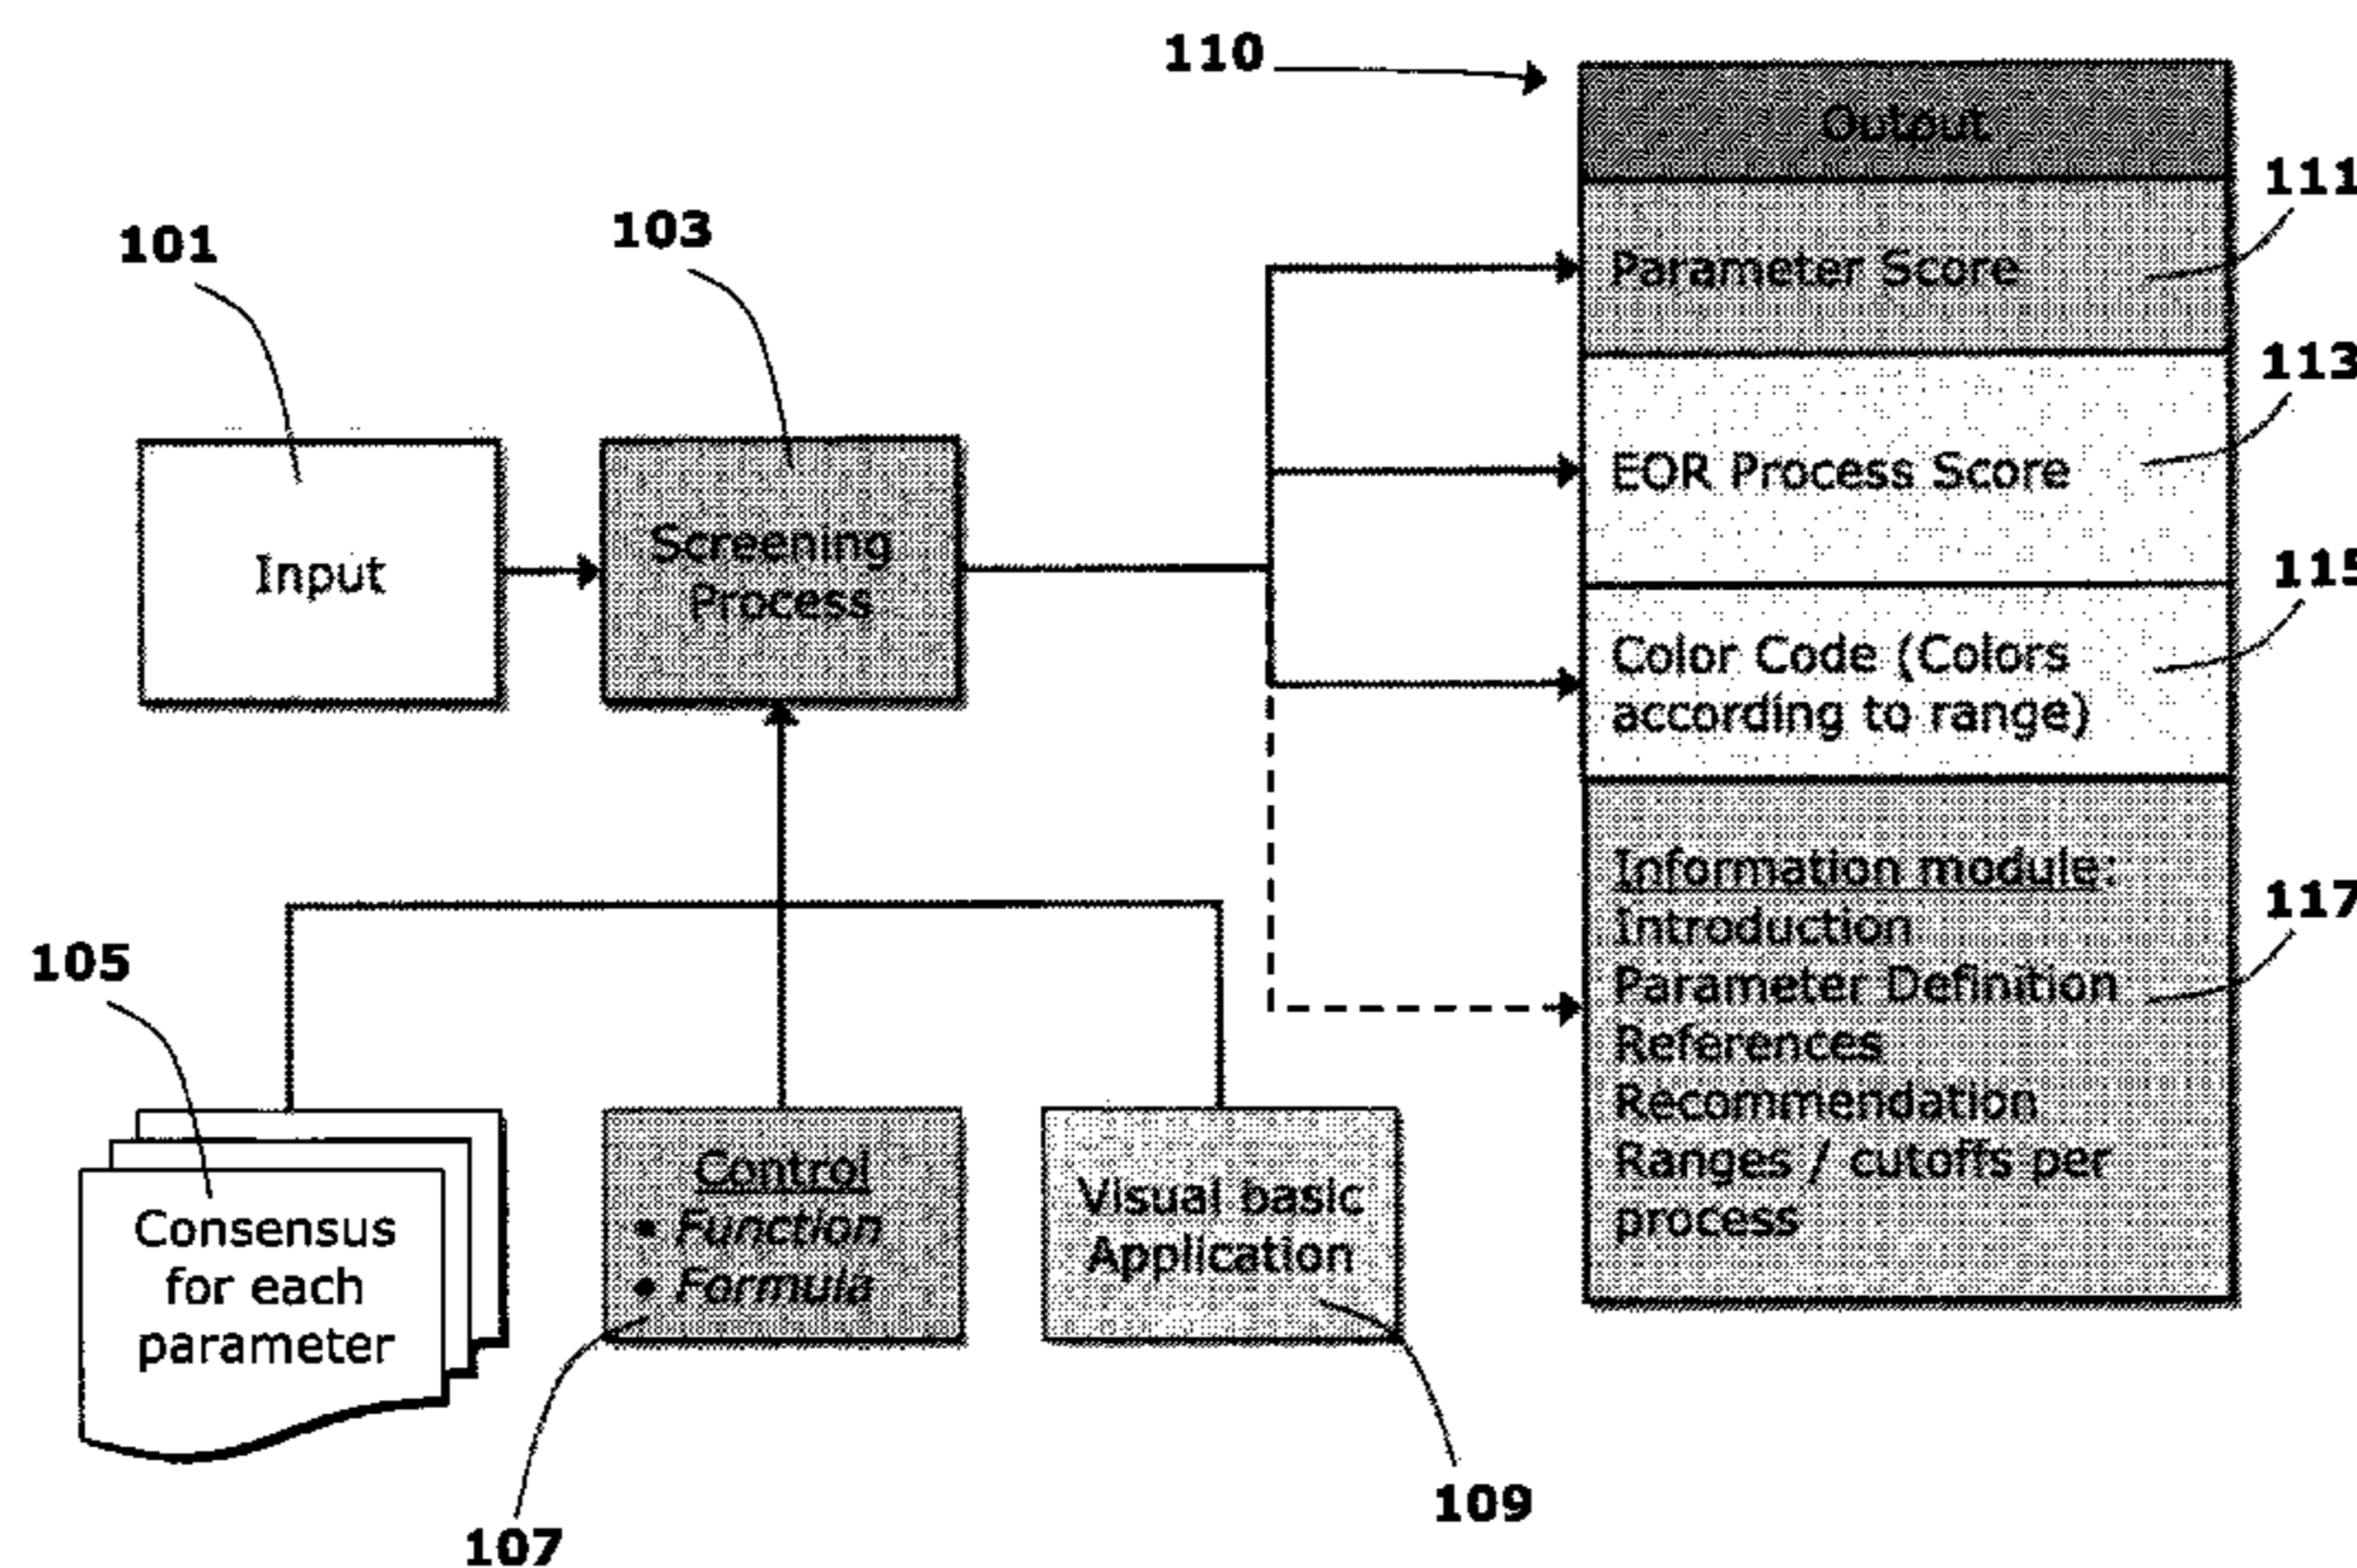 110
Output
111
Parameter Score
101
103
113
EOR Process Score
Input
Screening
Process
115
Color Code (Colors
according to range)
Information module:
Introduction
Parameter Definition
References
Recommendation
Ranges / cutoffs per
process
117
105
Consensus
for each
parameter
Control
• Function
• Formula
Visual basic
Application
107
109